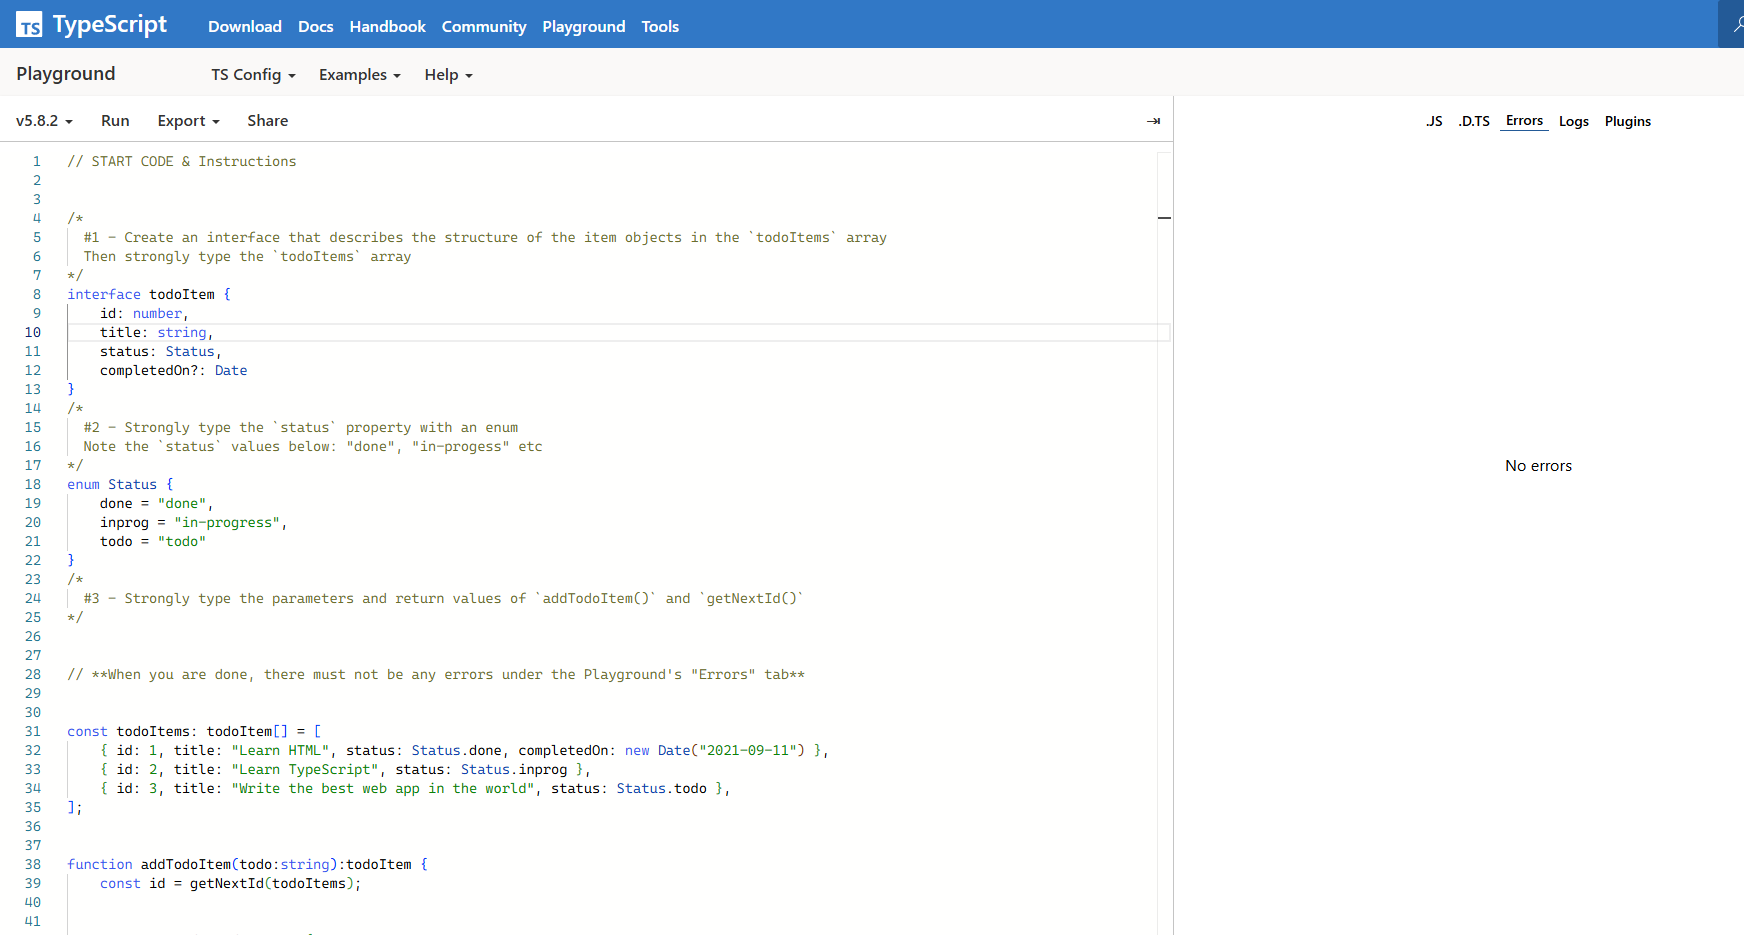 TS TypeScript Download Docs Handbook Community Playground Tools
Playground TS Config Examples Help
v5.8.2 Run Export Share .JS .D.TS Errors Logs Plugins
1 // START CODE & Instructions
2
3
4 /*
5 #1 - Create an interface that describes the structure of the item objects in the `todoItems` array
6 Then strongly type the `todoItems` array
7 */
8 interface todoItem {
9 id: number,
10 title: string,
11 status: Status,
12 completedOn?: Date
13 }
14 /*
15 #2 - Strongly type the `status` property with an enum
16 Note the `status` values below: "done", "in-progess" etc
17 */
18 enum Status {
19 done = "done",
20 inprog = "in-progress",
21 todo = "todo"
22 }
23 /*
24 #3 - Strongly type the parameters and return values of `addTodoItem()` and `getNextId()`
25 */
26
27
28 // **When you are done, there must not be any errors under the Playground's "Errors" tab**
29
30
31 const todoItems: todoItem[] = [
32 { id: 1, title: "Learn HTML", status: Status.done, completedOn: new Date("2021-09-11") },
33 { id: 2, title: "Learn TypeScript", status: Status.inprog },
34 { id: 3, title: "Write the best web app in the world", status: Status.todo },
35 ];
36
37
38 function addTodoItem(todo:string):todoItem {
39 const id = getNextId(todoItems);
40
41
No errors